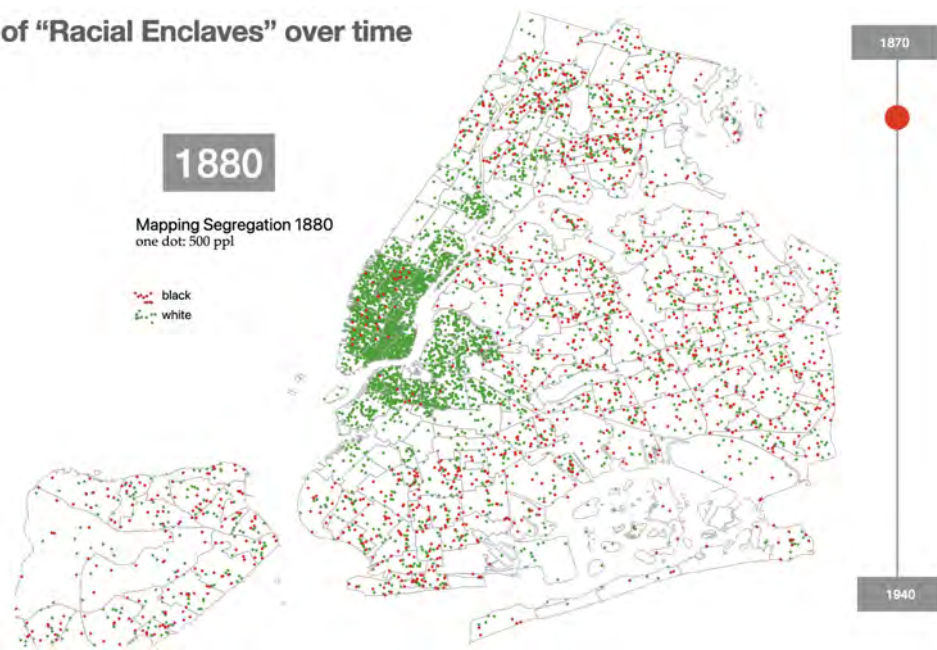 of “Racial Enclaves” over time
1870
1880
Mapping Segregation 1880
one dot: 500 ppl
black
white
1940